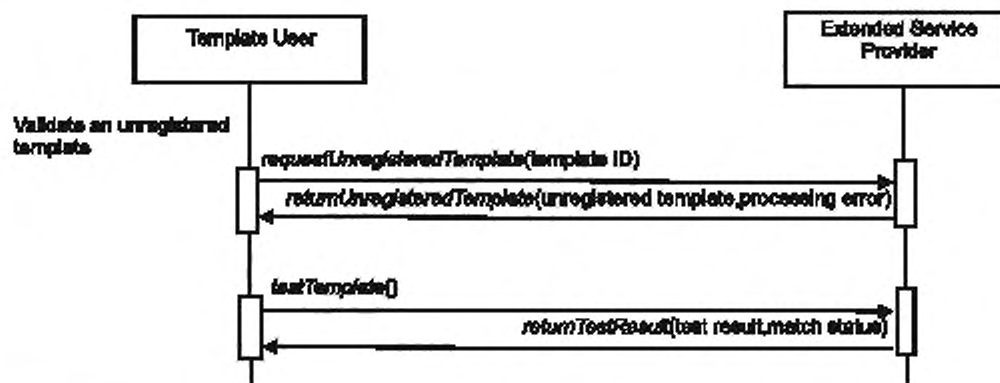 Template User
Extended Service
Provider
Validate an unregistered
template
requestUnregisteredTemplate(template ID)
returnUnregisteredTemplate(unregistered template,processing error)
testTemplate()
returnTestResult(test result,match status)